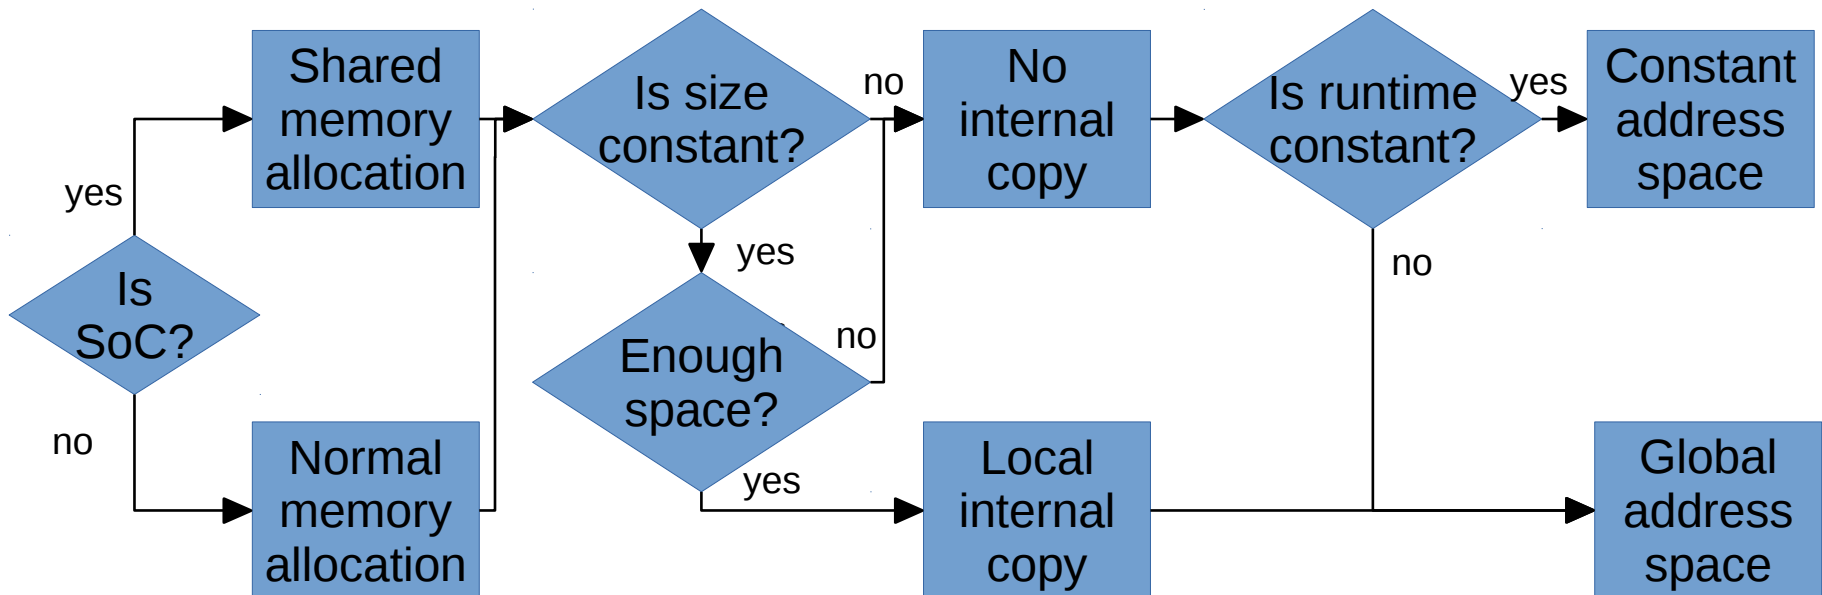 Shared
memory
allocation
Is size
constant?
no
No
internal
copy
Is runtime
constant?
yes
Constant
address
space
yes
Is
SoC?
no
yes
Enough
space?
no
yes
no
Normal
memory
allocation
Local
internal
copy
Global
address
space